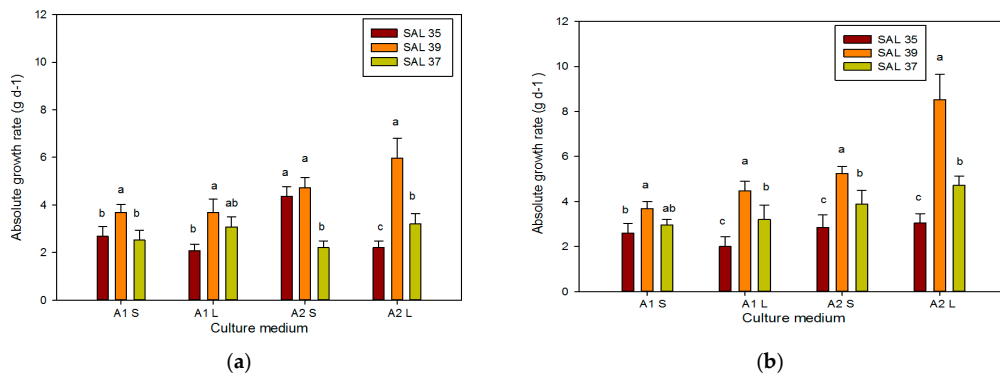 12
10
8
6
4
2
0
Absolute growth rate (g d-1)
SAL 35
SAL 39
SAL 37
b a b
b a ab
a a b
c a b
A1 S A1 L A2 S A2 L
Culture medium
(a)
12
10
8
6
4
2
0
Absolute growth rate (g d-1 )
SAL 35
SAL 39
SAL 37
b a ab
c a b
c a b
c a b
A1 S A1 L A2 S A2 L
Culture medium
(b)